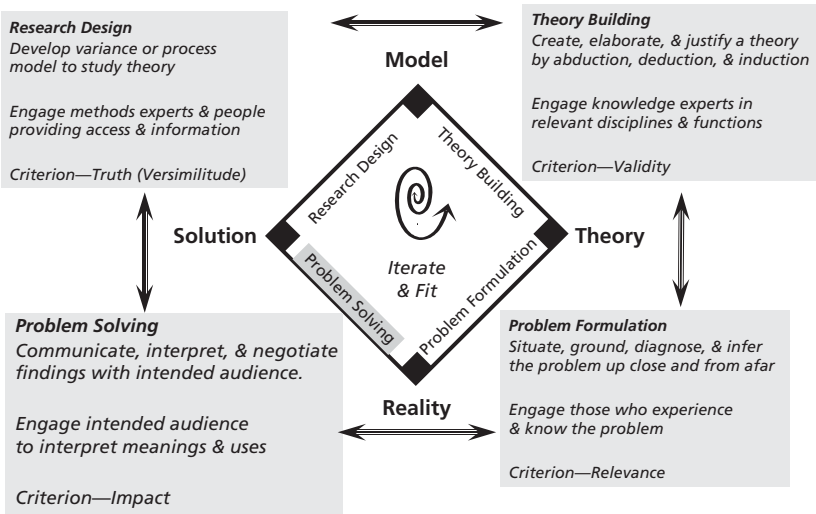 Research Design
Develop variance or process
model to study theory
Engage methods experts & people
providing access & information
Criterion—Truth (Versimilitude)
Theory Building
Create, elaborate, & justify a theory
by abduction, deduction, & induction
Engage knowledge experts in
relevant disciplines & functions
Criterion—Validity
Model
Research Design
Theory Building
Solution
Theory
Iterate
& Fit
Problem Solving
Problem Formulation
Reality
Problem Solving
Communicate, interpret, & negotiate
findings with intended audience.
Engage intended audience
to interpret meanings & uses
Criterion—Impact
Problem Formulation
Situate, ground, diagnose, & infer
the problem up close and from afar
Engage those who experience
& know the problem
Criterion—Relevance